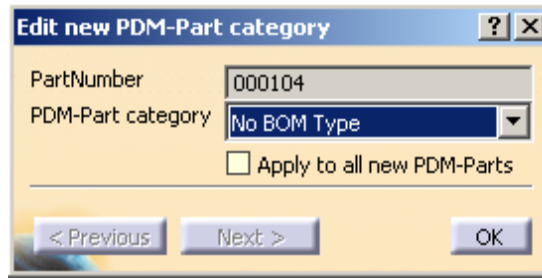 Edit new PDM-Part category
PartNumber 000104
PDM-Part category No BOM Type
Apply to all new PDM-Parts
< Previous Next > OK